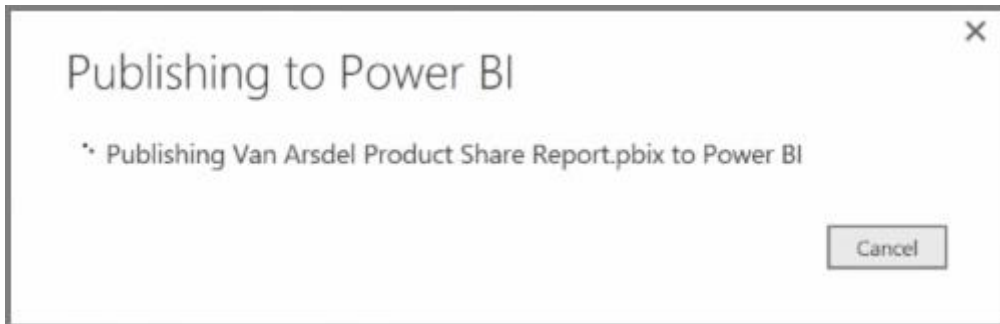 Publishing to Power BI
Publishing Van Arsdel Product Share Report.pbix to Power BI
Cancel